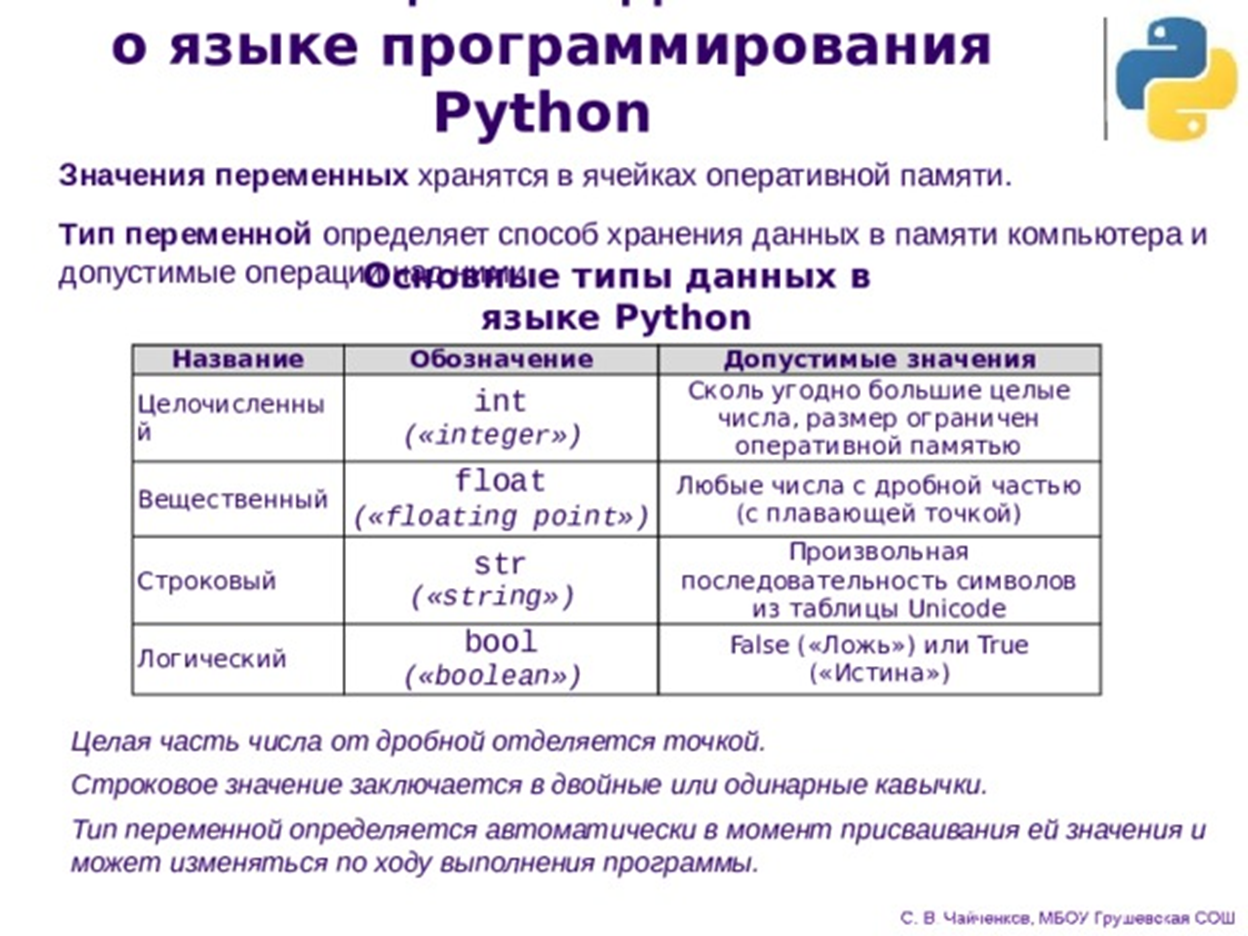 о языке программирования
Python
Значения переменных хранятся в ячейках оперативной памяти.
Тип переменной определяет способ хранения данных в памяти компьютера и
допустимые операции над ними.
Основные типы данных в
языке Python
Название Обозначение Допустимые значения
Целочисленны
й
int
(«integer»)
Сколь угодно большие целые
числа, размер ограничен
оперативной памятью
Вещественный
float
(«floating point»)
Любые числа с дробной частью
(с плавающей точкой)
Строковый
str
(«string»)
Произвольная
последовательность символов
из таблицы Unicode
Логический
bool
(«boolean»)
False («Ложь») или True
(«Истина»)
Целая часть числа от дробной отделяется точкой.
Строковое значение заключается в двойные или одинарные кавычки.
Тип переменной определяется автоматически в момент присваивания ей значения и
может изменяться по ходу выполнения программы.
С. В. Чайченков, МБОУ Грушевская СОШ